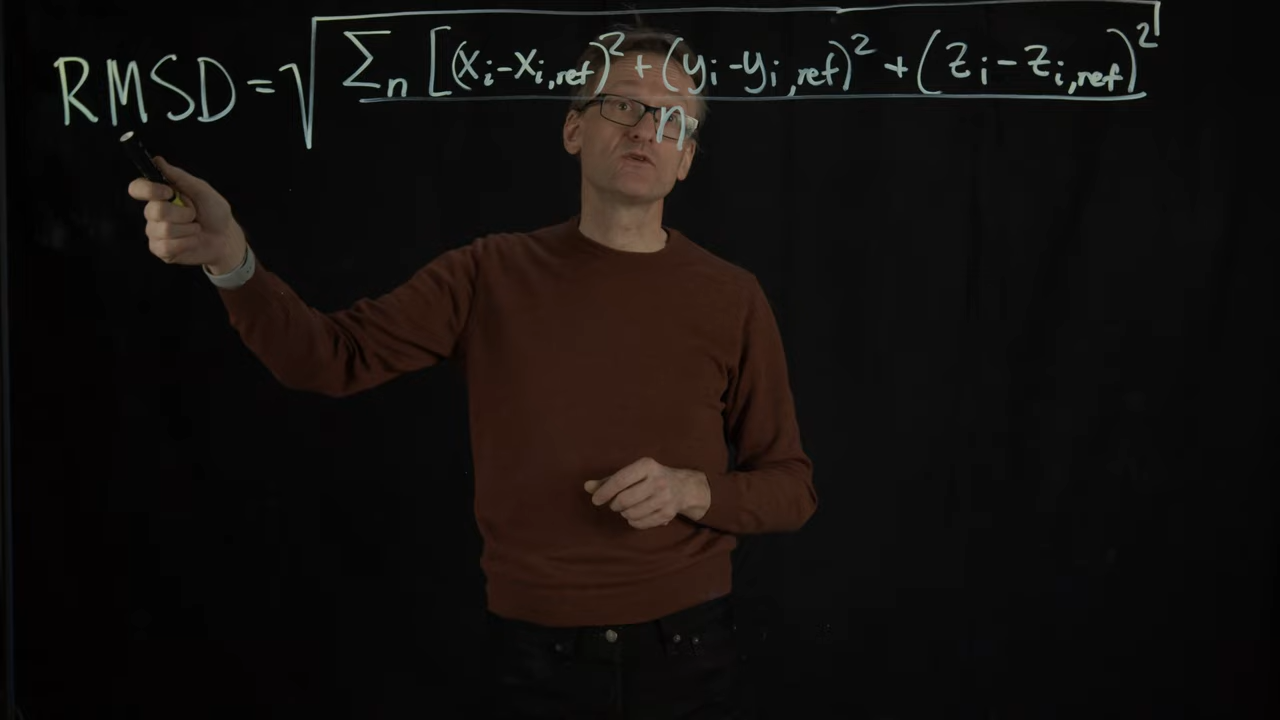 RMSD = √ Σn [(xi - xi,ref)² + (yi - yi,ref)² + (zi - zi,ref)²
n